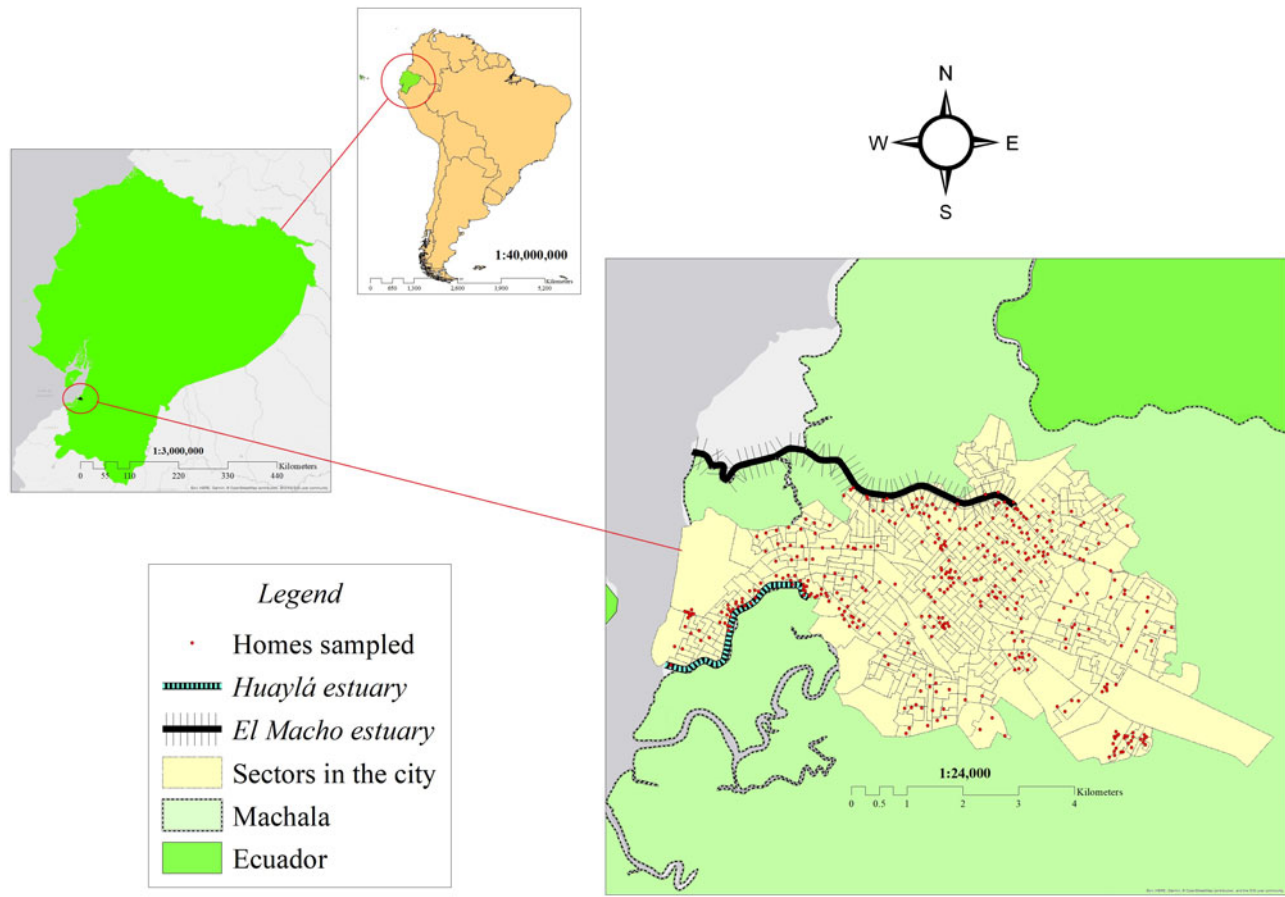 N
W
E
S
1:40,000,000
Kilometers
0
650
1,300
2,600
3,900
5,200
1:3,000,000
Kilometers
0
55
110
220
330
440
Legend
Homes sampled
Huaylá estuary
El Macho estuary
Sectors in the city
Machala
Ecuador
1:24,000
Kilometers
0
0.5
1
2
3
4